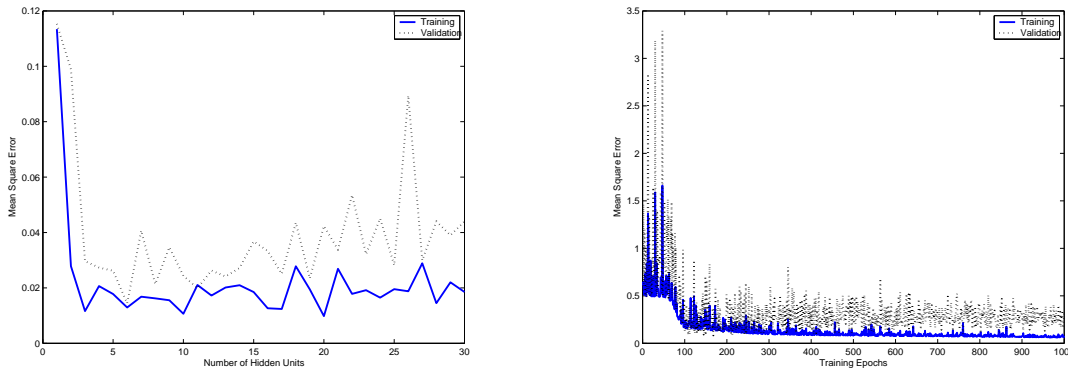 0.12
0.1
0.08
0.06
0.04
0.02
0
Mean Square Error
0 5 10 15 20 25 30
Number of Hidden Units
Training
Validation
3.5
3
2.5
2
1.5
1
0.5
0
Mean Square Error
0 100 200 300 400 500 600 700 800 900 1000
Training Epochs
Training
Validation